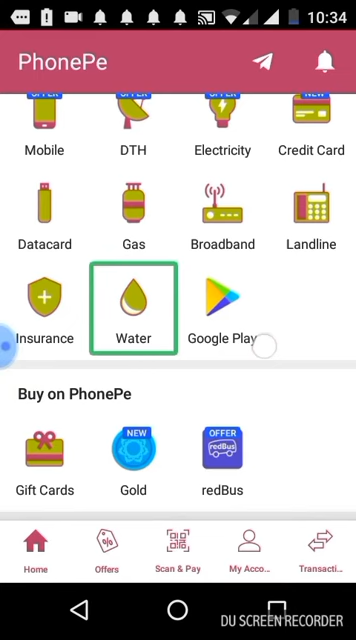 10:34
PhonePe
OFFER OFFER OFFER NEW
Mobile DTH Electricity Credit Card
Datacard Gas Broadband Landline
Insurance Water Google Play
Buy on PhonePe
NEW OFFER
redBus
Gift Cards Gold redBus
Home Offers Scan & Pay My Acco... Transacti...
DU SCREEN RECORDER